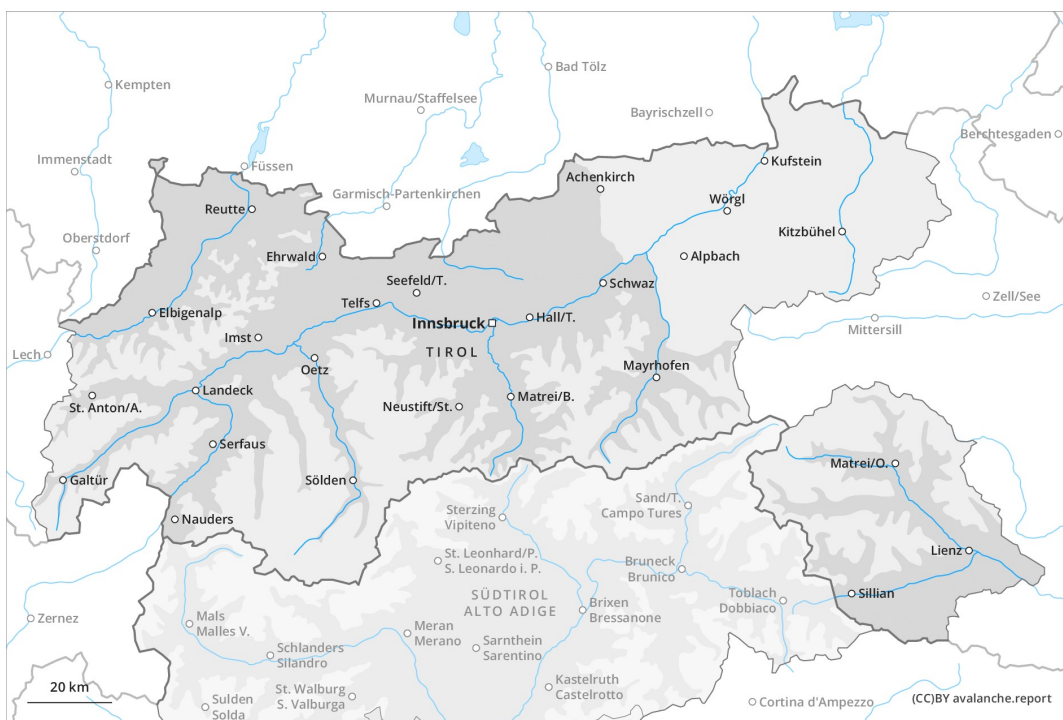 Kempten
Bad Tölz
Murnau/Staffelsee
Bayrischzell
Berchtesgaden
Immenstadt
Füssen
Kufstein
Achenkirch
Garmisch-Partenkirchen
Wörgl
Reutte
Kitzbühel
Oberstdorf
Ehrwald
Alpbach
Seefeld/T.
Schwaz
Zell/See
Telfs
Elbigenalp
Hall/T.
Innsbruck
Mittersill
Imst
TIROL
Lech
Oetz
Mayrhofen
Landeck
St. Anton/A.
Neustift/St.
Matrei/B.
Serfaus
Matrei/O.
Galtür
Sölden
Sand/T.
Campo Tures
Nauders
Sterzing
Vipiteno
Lienz
St. Leonhard/P.
S. Leonardo i. P.
Bruneck
Brunico
SÜDTIROL
ALTO ADIGE
Toblach
Dobbiaco
Sillian
Brixen
Bressanone
Zernez
Mals
Malles V.
Meran
Merano
Sarnthein
Sarentino
Schlanders
Silandro
Kastelruth
Castelrotto
20 km
St. Walburg
S. Valburga
Sulden
Solda
Cortina d'Ampezzo
(CC)BY avalanche.report